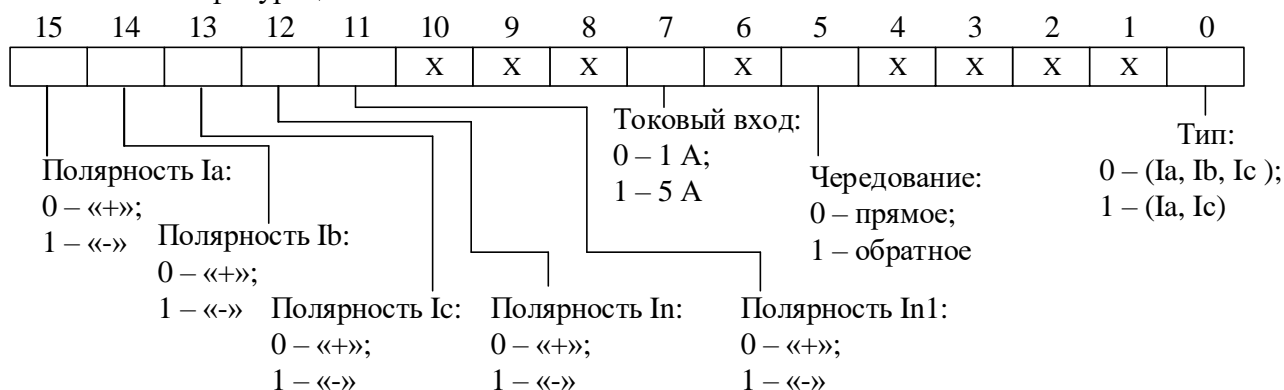 15 14 13 12 11 10 9 8 7 6 5 4 3 2 1 0
X X X X X X X X
Токовый вход:
0 – 1 А;
1 – 5 А
Чередование:
0 – прямое;
1 – обратное
Тип:
0 – (Ia, Ib, Ic );
1 – (Ia, Ic)
Полярность Ia:
0 – «+»;
1 – «-»
Полярность Ib:
0 – «+»;
1 – «-»
Полярность Ic:
0 – «+»;
1 – «-»
Полярность In:
0 – «+»;
1 – «-»
Полярность In1:
0 – «+»;
1 – «-»